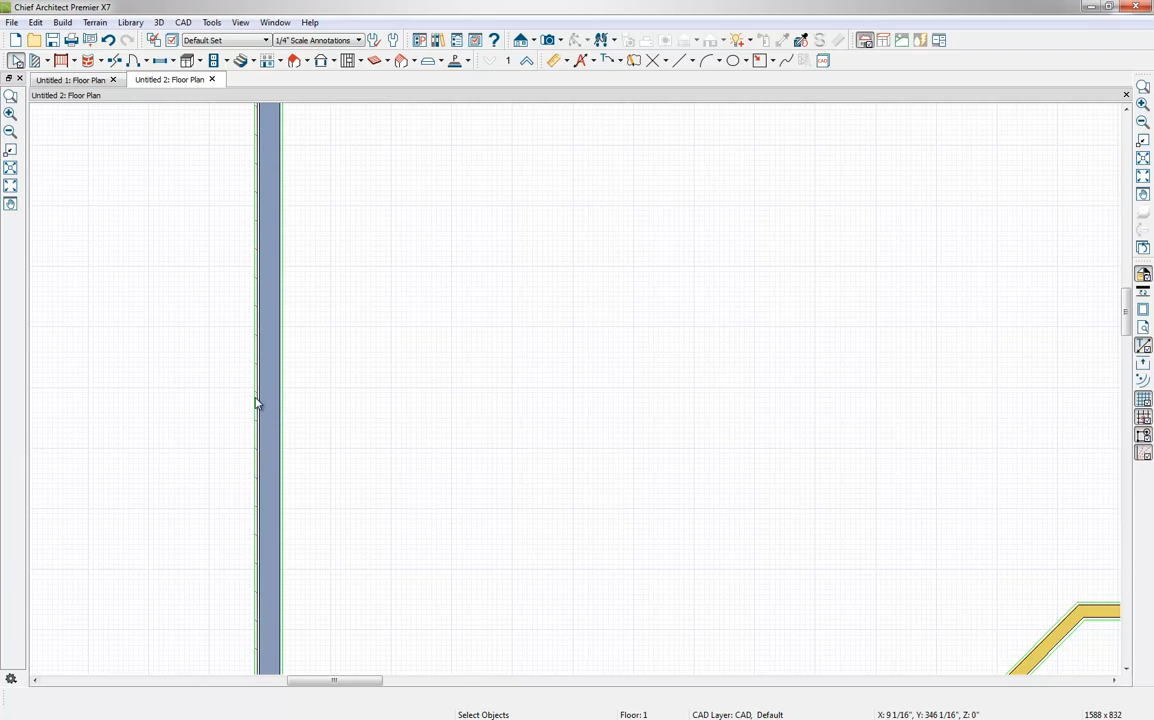 Chief Architect Premier X7
File Edit Build Terrain Library 3D CAD Tools View Window Help
Default Set 1/4" Scale Annotations
1
Untitled 1: Floor Plan Untitled 2: Floor Plan
Untitled 2: Floor Plan
Select Objects Floor: 1 CAD Layer: CAD, Default X: 9 1/16", Y: 346 1/16", Z: 0" 1588 x 832